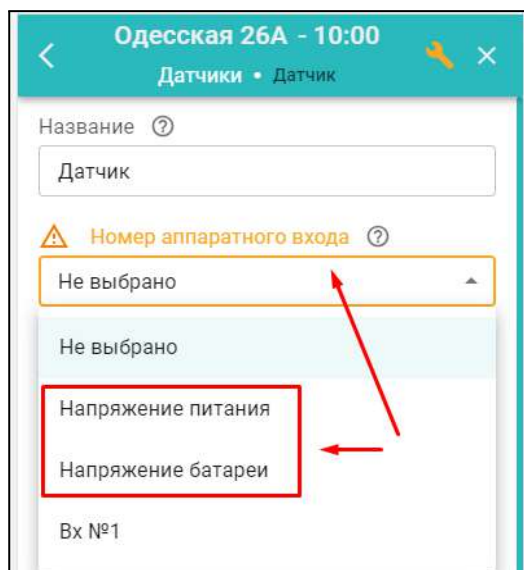 Одесская 26А - 10:00
Датчики • Датчик
Название ?
Датчик
Номер аппаратного входа ?
Не выбрано
Не выбрано
Напряжение питания
Напряжение батареи
Вх №1